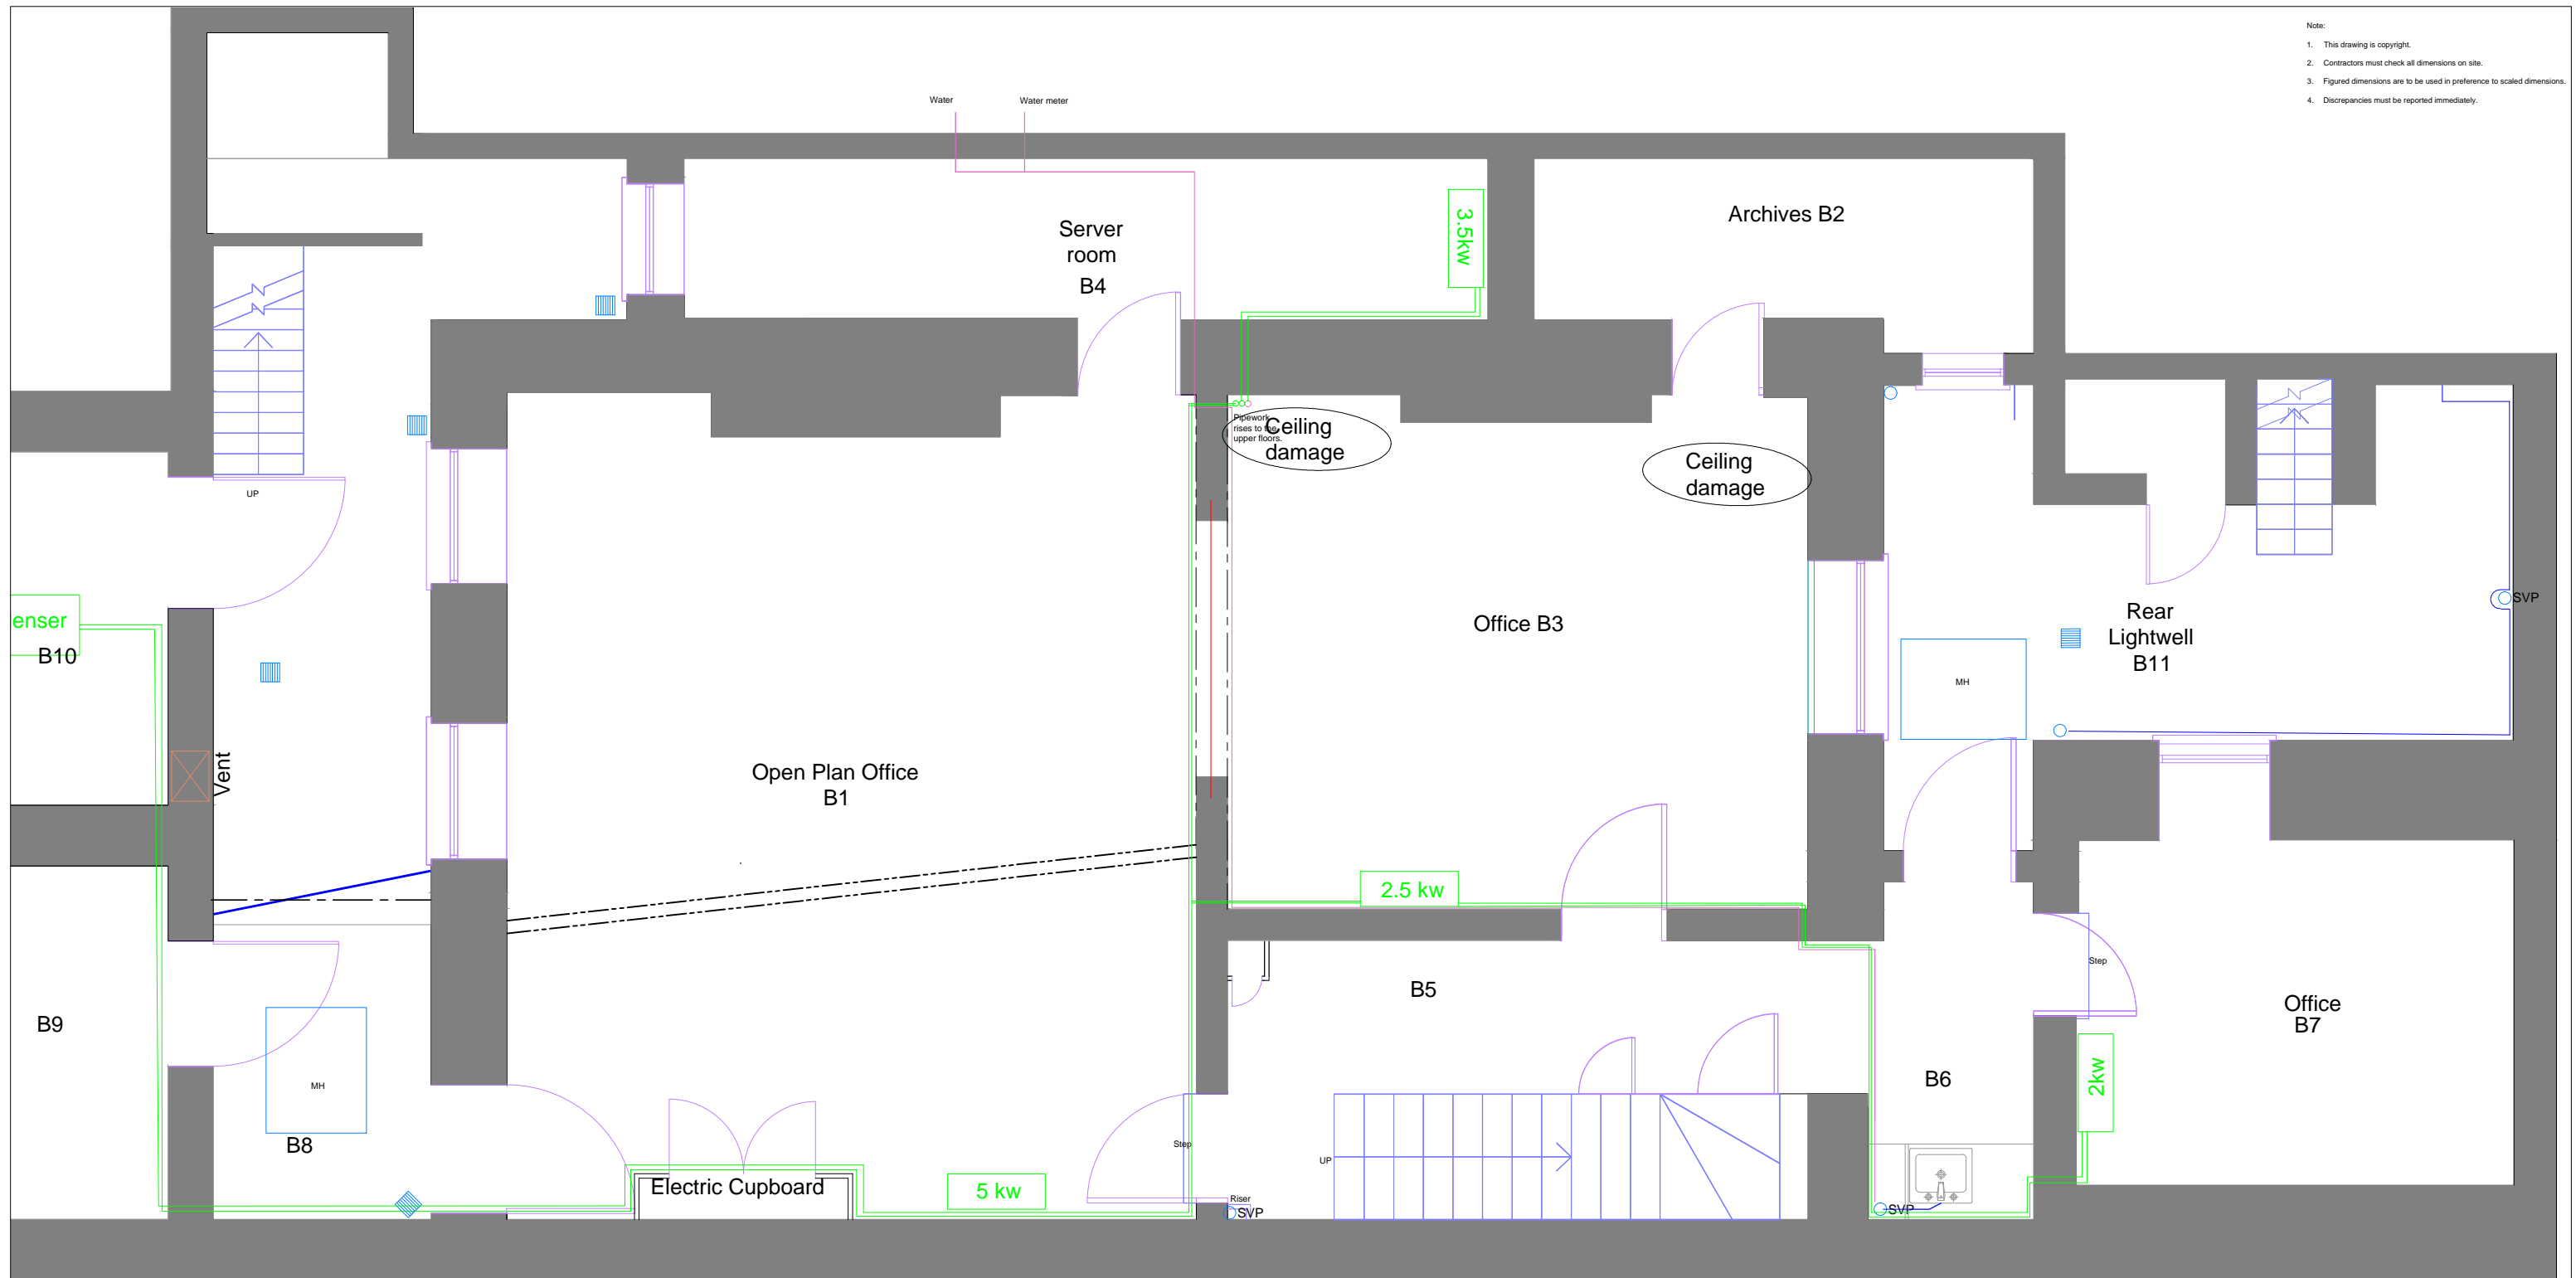 Note:
1. This drawing is copyright.
2. Contractors must check all dimensions on site.
3. Figured dimensions are to be used in preference to scaled dimensions.
4. Discrepancies must be reported immediately.
Water
Water meter
Server
room
B4
3.5kw
Archives B2
Pipework
rises to the
upper floors.
Ceiling
damage
Ceiling
damage
UP
enser
B10
Office B3
SVP
Rear
Lightwell
B11
MH
Vent
Open Plan Office
B1
2.5 kw
Step
B5
B9
Office
B7
MH
B6
2kw
B8
Step
UP
Electric Cupboard
5 kw
Riser
SVP
SVP